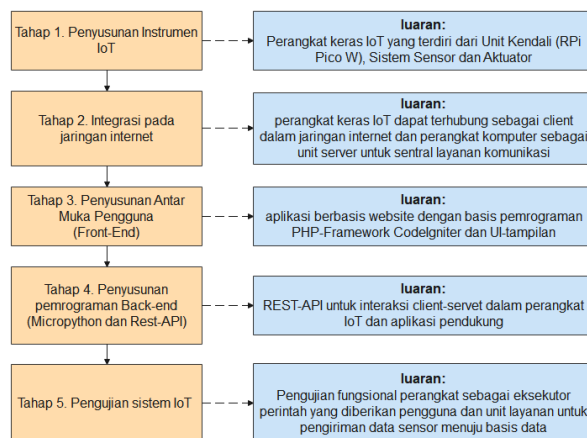 Tahap 1. Penyusunan Instrumen
IoT
luaran:
Perangkat keras IoT yang terdiri dari Unit Kendali (RPi
Pico W), Sistem Sensor dan Aktuator
Tahap 2. Integrasi pada
jaringan internet
luaran:
perangkat keras IoT dapat terhubung sebagai client
dalam jaringan internet dan perangkat komputer sebagai
unit server untuk sentral layanan komunikasi
Tahap 3. Penyusunan Antar
Muka Pengguna
(Front-End)
luaran:
aplikasi berbasis website dengan basis pemrograman
PHP-Framework CodeIgniter dan UI-tampilan
Tahap 4. Penyusunan
pemrograman Back-end
(Micropython dan Rest-API)
luaran:
REST-API untuk interaksi client-servet dalam perangkat
IoT dan aplikasi pendukung
Tahap 5. Pengujian sistem IoT
luaran:
Pengujian fungsional perangkat sebagai eksekutor
perintah yang diberikan pengguna dan unit layanan untuk
pengiriman data sensor menuju basis data